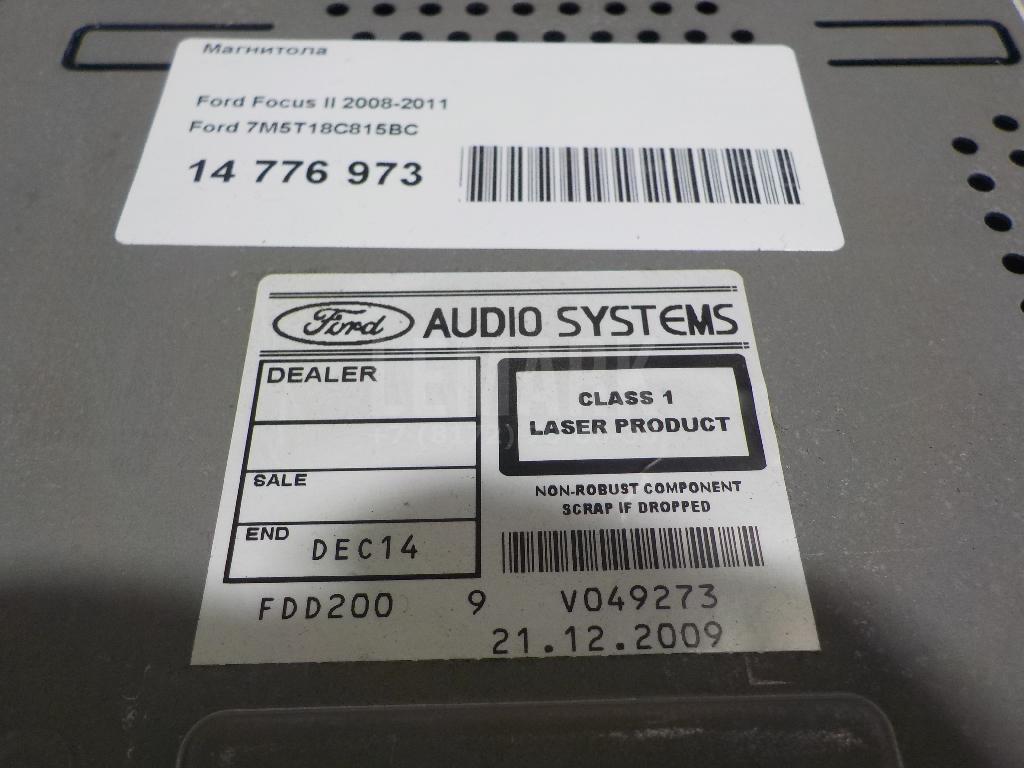 Магнитола
Ford Focus II 2008-2011
Ford 7M5T18C815BC
14 776 973
Ford AUDIO SYSTEMS
DEALER
CLASS 1
LASER PRODUCT
SALE
NON-ROBUST COMPONENT
SCRAP IF DROPPED
END DEC14
FDD200 9 V049273
21.12.2009